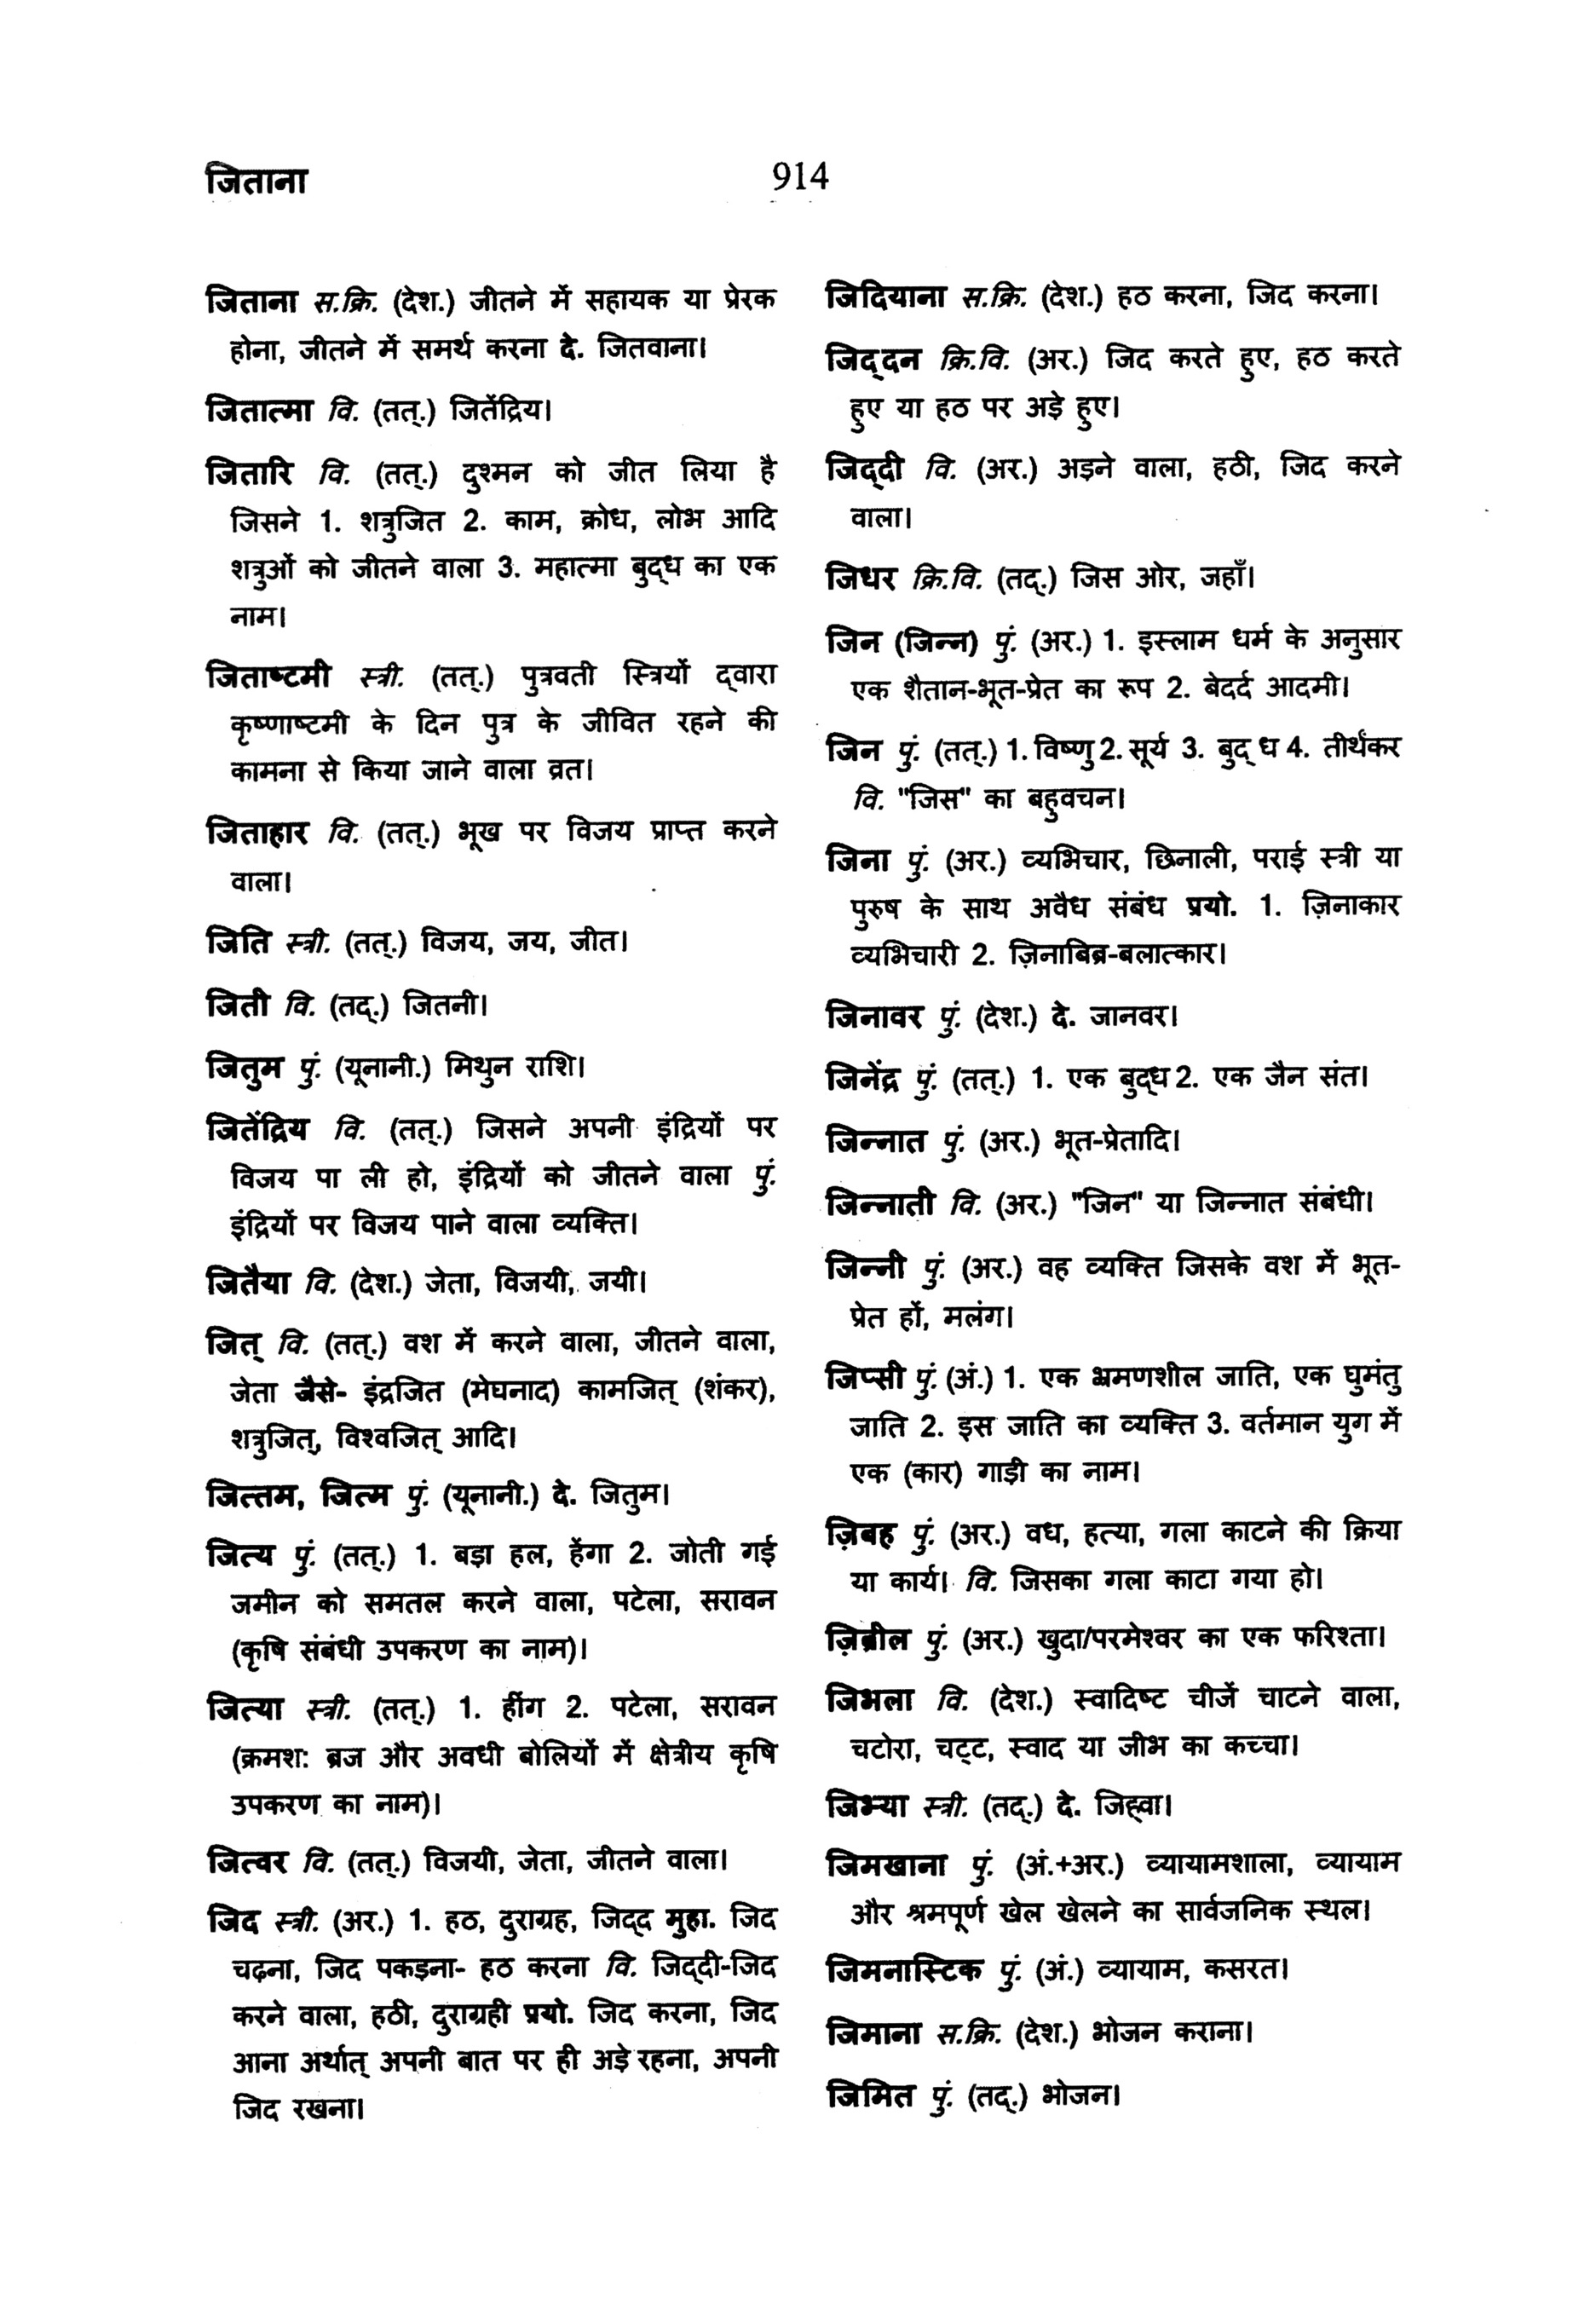 जिताना
914
जिताना स.क्रि. (देश.) जीतने में सहायक या प्रेरक
होना, जीतने में समर्थ करना दे. जितवाना।
जितात्मा वि. (तत्.) जितेंद्रिय।
जितारि वि. (तत्.) दुश्मन को जीत लिया है
जिसने 1. शत्रुजित 2. काम, क्रोध, लोभ आदि
शत्रुओं को जीतने वाला 3. महात्मा बुद्ध का एक
नाम।
जिताष्टमी स्त्री. (तत्.) पुत्रवती स्त्रियों द्वारा
कृष्णाष्टमी के दिन पुत्र के जीवित रहने की
कामना से किया जाने वाला व्रत।
जिताहार वि. (तत्.) भूख पर विजय प्राप्त करने
वाला।
जिति स्त्री. (तत्.) विजय, जय, जीत।
जिती वि. (तद्.) जितनी।
जितुम पुं. (यूनानी.) मिथुन राशि।
जितेंद्रिय वि. (तत्.) जिसने अपनी इंद्रियों पर
विजय पा ली हो, इंद्रियों को जीतने वाला पुं.
इंद्रियों पर विजय पाने वाला व्यक्ति।
जितैया वि. (देश.) जेता, विजयी, जयी।
जित् वि. (तत्.) वश में करने वाला, जीतने वाला,
जेता जैसे- इंद्रजित (मेघनाद) कामजित् (शंकर),
शत्रुजित्, विश्वजित् आदि।
जित्तम, जित्म पुं. (यूनानी.) दे. जितुम।
जित्य पुं. (तत्.) 1. बड़ा हल, हेंगा 2. जोती गई
जमीन को समतल करने वाला, पटेला, सरावन
(कृषि संबंधी उपकरण का नाम)।
जित्या स्त्री. (तत्.) 1. हींग 2. पटेला, सरावन
(क्रमश: ब्रज और अवधी बोलियों में क्षेत्रीय कृषि
उपकरण का नाम)।
जित्वर वि. (तत्.) विजयी, जेता, जीतने वाला।
जिद स्त्री. (अर.) 1. हठ, दुराग्रह, जिद्द मुहा. जिद
चढ़ना, जिद पकड़ना- हठ करना वि. जिद्दी-जिद
करने वाला, हठी, दुराग्रही प्रयो. जिद करना, जिद
आना अर्थात् अपनी बात पर ही अड़े रहना, अपनी
जिद रखना।
जिदियाना स.क्रि. (देश.) हठ करना, जिद करना।
जिद्दन क्रि.वि. (अर.) जिद करते हुए, हठ करते
हुए या हठ पर अड़े हुए।
जिद्दी वि. (अर.) अड़ने वाला, हठी, जिद करने
वाला।
जिधर क्रि.वि. (तद्.) जिस ओर, जहाँ।
जिन (जिन्न) पुं. (अर.) 1. इस्लाम धर्म के अनुसार
एक शैतान-भूत-प्रेत का रूप 2. बेदर्द आदमी।
जिन पुं. (तत्.) 1. विष्णु 2. सूर्य 3. बुद्ध 4. तीर्थंकर
वि. "जिस" का बहुवचन।
जिना पुं. (अर.) व्यभिचार, छिनाली, पराई स्त्री या
पुरुष के साथ अवैध संबंध प्रयो. 1. ज़िनाकार
व्यभिचारी 2. ज़िनाबिब्र-बलात्कार।
जिनावर पुं. (देश.) दे. जानवर।
जिनेंद्र पुं. (तत्.) 1. एक बुद्ध 2. एक जैन संत।
जिन्नात पुं. (अर.) भूत-प्रेतादि।
जिन्नाती वि. (अर.) "जिन" या जिन्नात संबंधी।
जिन्नी पुं. (अर.) वह व्यक्ति जिसके वश में भूत-
प्रेत हों, मलंग।
जिप्सी पुं. (अं.) 1. एक भ्रमणशील जाति, एक घुमंतु
जाति 2. इस जाति का व्यक्ति 3. वर्तमान युग में
एक (कार) गाड़ी का नाम।
ज़िबह पुं. (अर.) वध, हत्या, गला काटने की क्रिया
या कार्य। वि. जिसका गला काटा गया हो।
ज़िब्रील पुं. (अर.) खुदा/परमेश्वर का एक फरिश्ता।
जिभला वि. (देश.) स्वादिष्ट चीजें चाटने वाला,
चटोरा, चट्ट, स्वाद या जीभ का कच्चा।
जिभ्या स्त्री. (तद्.) दे. जिह्वा।
जिमखाना पुं. (अं.+अर.) व्यायामशाला, व्यायाम
और श्रमपूर्ण खेल खेलने का सार्वजनिक स्थल।
जिमनास्टिक पुं. (अं.) व्यायाम, कसरत।
जिमाना स.क्रि. (देश.) भोजन कराना।
जिमित पुं. (तद्.) भोजन।